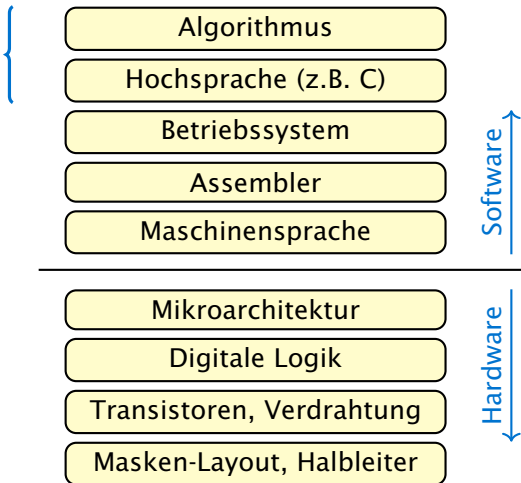 Algorithmus
Hochsprache (z.B. C)
Betriebssystem
Assembler
Maschinensprache
Software
Mikroarchitektur
Digitale Logik
Transistoren, Verdrahtung
Masken-Layout, Halbleiter
Hardware